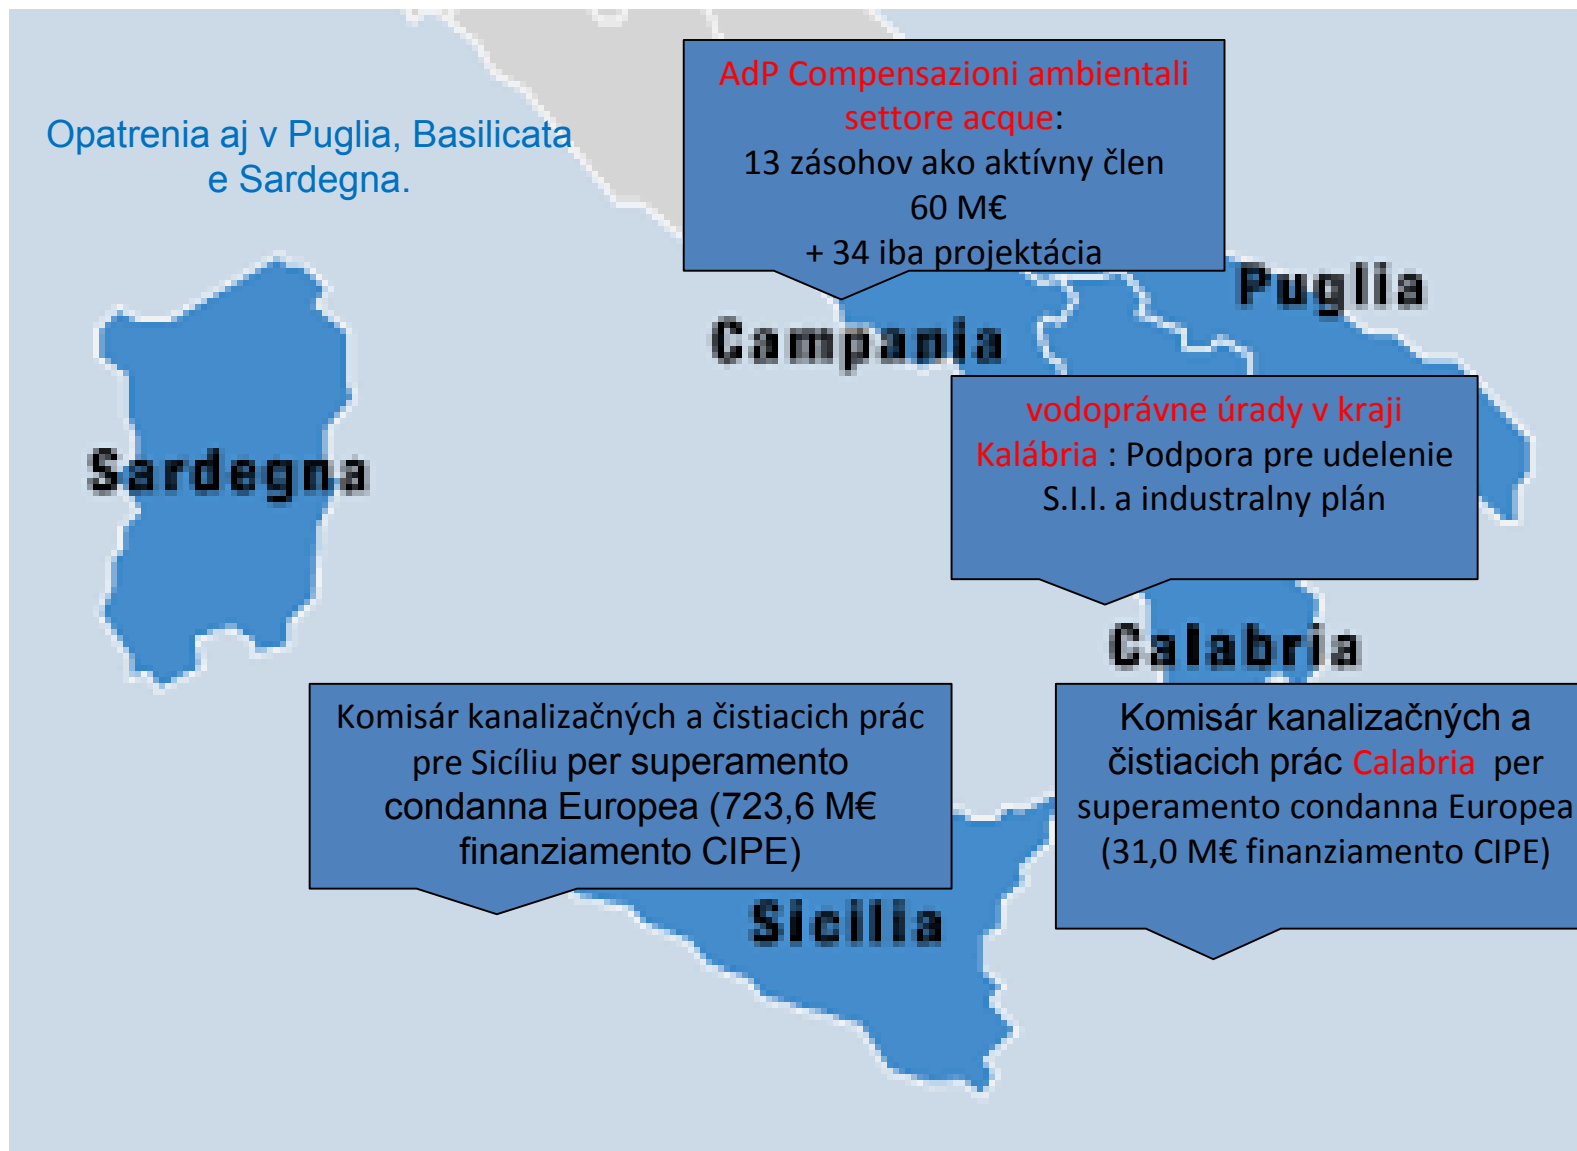 AdP Compensazioni ambientali
settore acque:
13 zásohov ako aktívny člen
60 M€
+ 34 iba projektácia
Opatrenia aj v Puglia, Basilicata
e Sardegna.
Puglia
Campania
vodoprávne úrady v kraji
Kalábria : Podpora pre udelenie
S.I.I. a industralny plán
Sardegna
Calabria
Komisár kanalizačných a čistiacich prác
pre Sicíliu per superamento
condanna Europea (723,6 M€
finanziamento CIPE)
Komisár kanalizačných a
čistiacich prác Calabria per
superamento condanna Europea
(31,0 M€ finanziamento CIPE)
Sicilia